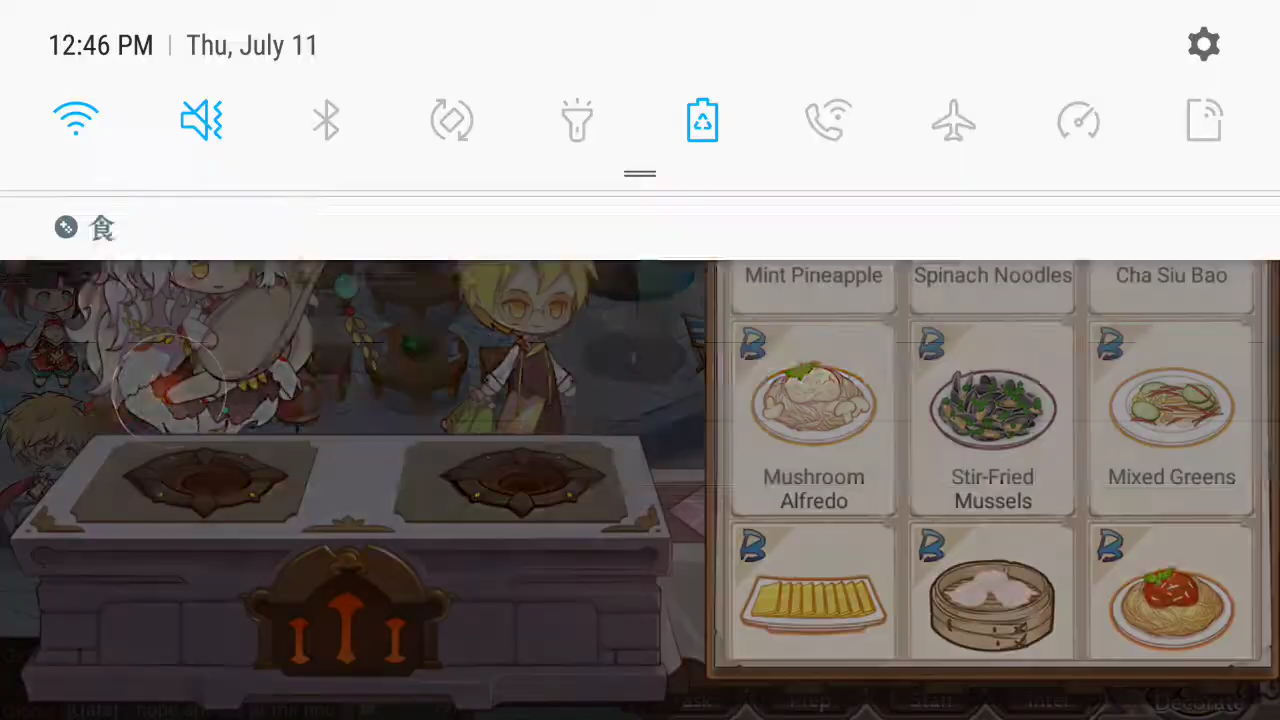 12:46 PM | Thu, July 11
食
Mint Pineapple
Spinach Noodles
Cha Siu Bao
B
B
B
Mushroom
Alfredo
Stir-Fried
Mussels
Mixed Greens
B
B
B
Decorate